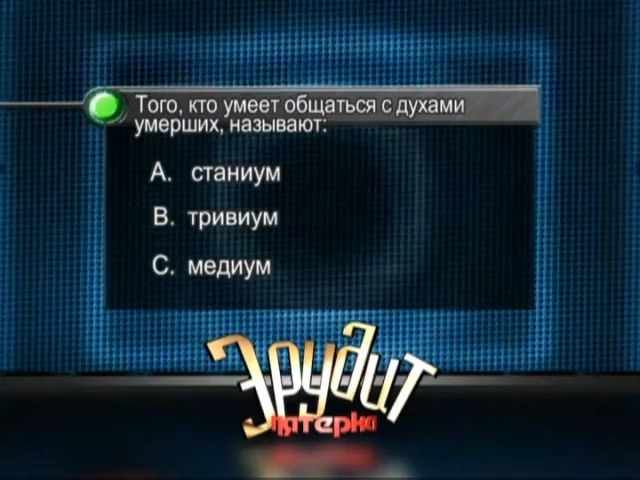 Того, кто умеет общаться с духами
умерших, называют:
А. станиум
В. тривиум
С. медиум
Эрудит
пятерка